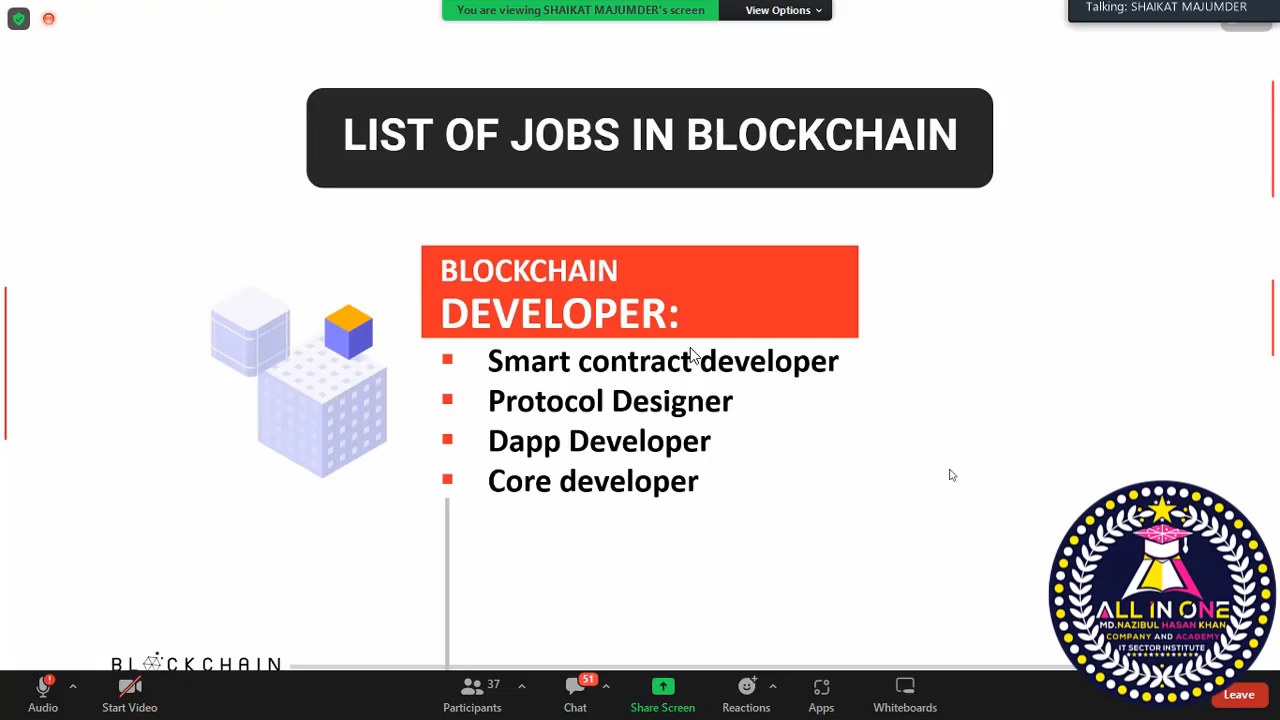 You are viewing SHAIKAT MAJUMDER's screen
View Options
Talking: SHAIKAT MAJUMDER
LIST OF JOBS IN BLOCKCHAIN
BLOCKCHAIN
DEVELOPER:
Smart contract developer
Protocol Designer
Dapp Developer
Core developer
ALL IN ONE
MD.NAZIBUL HASAN KHAN
COMPANY AND ACADEMY
IT SECTOR INSTITUTE
BLOCKCHAIN
Audio
Start Video
37
Participants
51
Chat
Share Screen
Reactions
Apps
Whiteboards
Leave